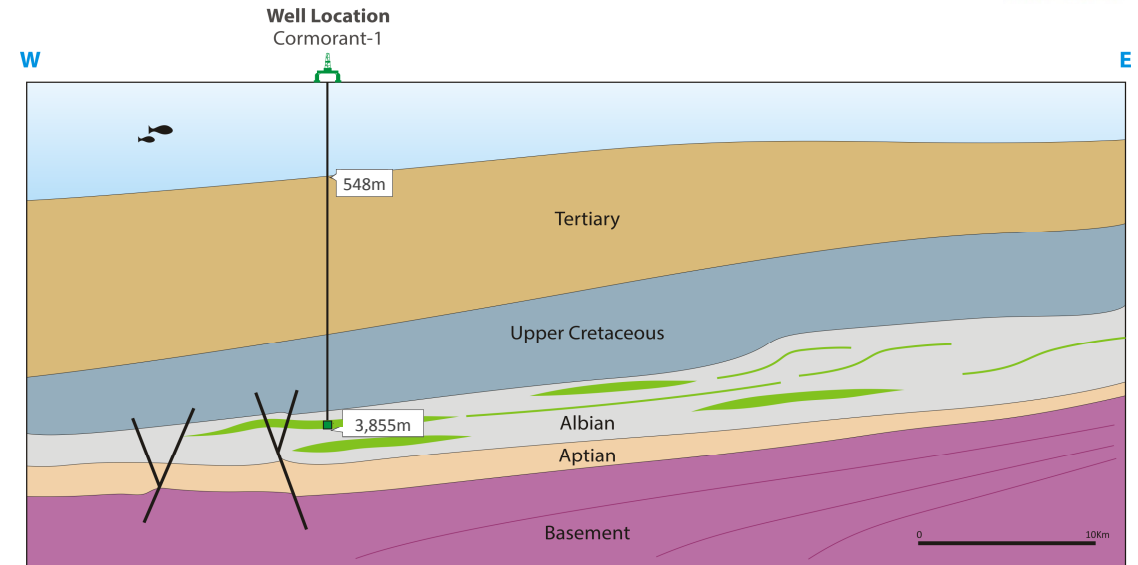 Well Location
Cormorant-1
W
E
548m
Tertiary
Upper Cretaceous
3,855m
Albian
Aptian
Basement
0
10Km